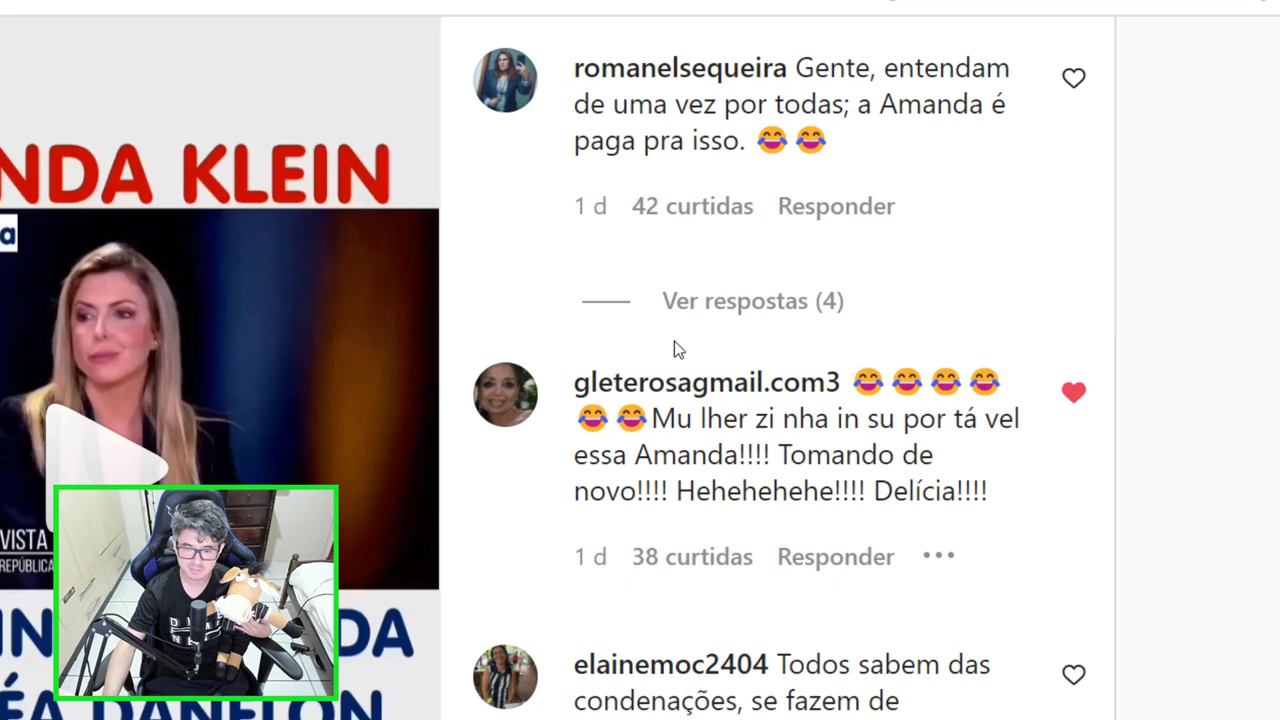 NDA KLEIN
a
VISTA
REPÚBLICA
IN
DA
ÉA DANELON
romanelsequeira Gente, entendam
de uma vez por todas; a Amanda é
paga pra isso. 😂😂
1 d 42 curtidas Responder
Ver respostas (4)
gleterosagmail.com3 😂😂😂😂
😂😂Mu lher zi nha in su por tá vel
essa Amanda!!!! Tomando de
novo!!!! Hehehehehe!!!! Delícia!!!!
1 d 38 curtidas Responder •••
elainemoc2404 Todos sabem das
condenações, se fazem de